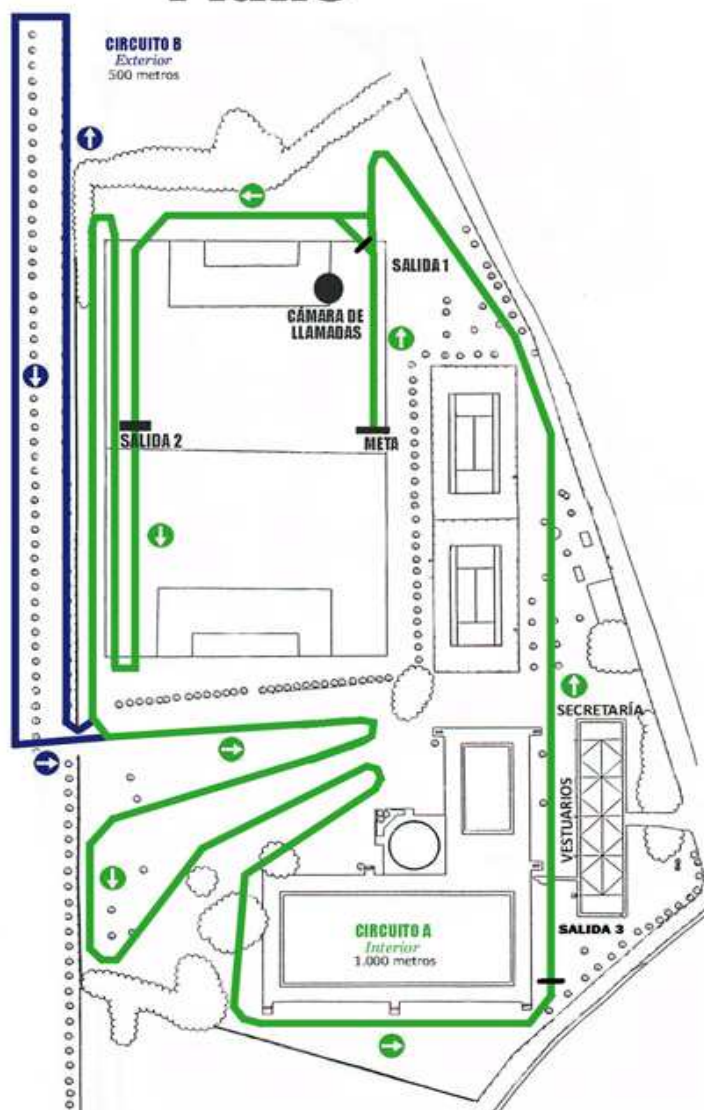 CIRCUITO B
Exterior
500 metros
SALIDA 1
CÁMARA DE
LLAMADAS
SALIDA 2
META
SECRETARÍA
VESTUARIOS
SALIDA 3
CIRCUITO A
Interior
1.000 metros